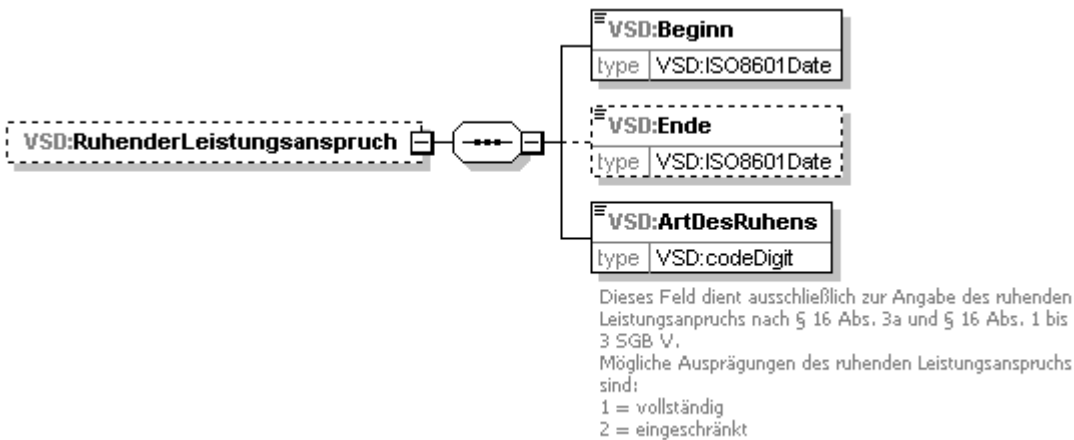 VSD:RuhenderLeistungsanspruch
VSD:Beginn
type VSD:ISO8601Date
VSD:Ende
type VSD:ISO8601Date
VSD:ArtDesRuhens
type VSD:codeDigit
Dieses Feld dient ausschließlich zur Angabe des ruhenden
Leistungsanpruchs nach § 16 Abs. 3a und § 16 Abs. 1 bis
3 SGB V.
Mögliche Ausprägungen des ruhenden Leistungsanspruchs
sind:
1 = vollständig
2 = eingeschränkt